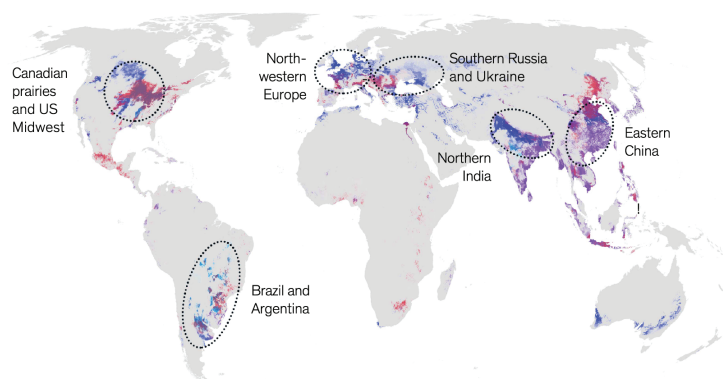 Canadian
prairies
and US
Midwest
North-
western
Europe
Southern Russia
and Ukraine
Northern
India
Eastern
China
Brazil and
Argentina
!